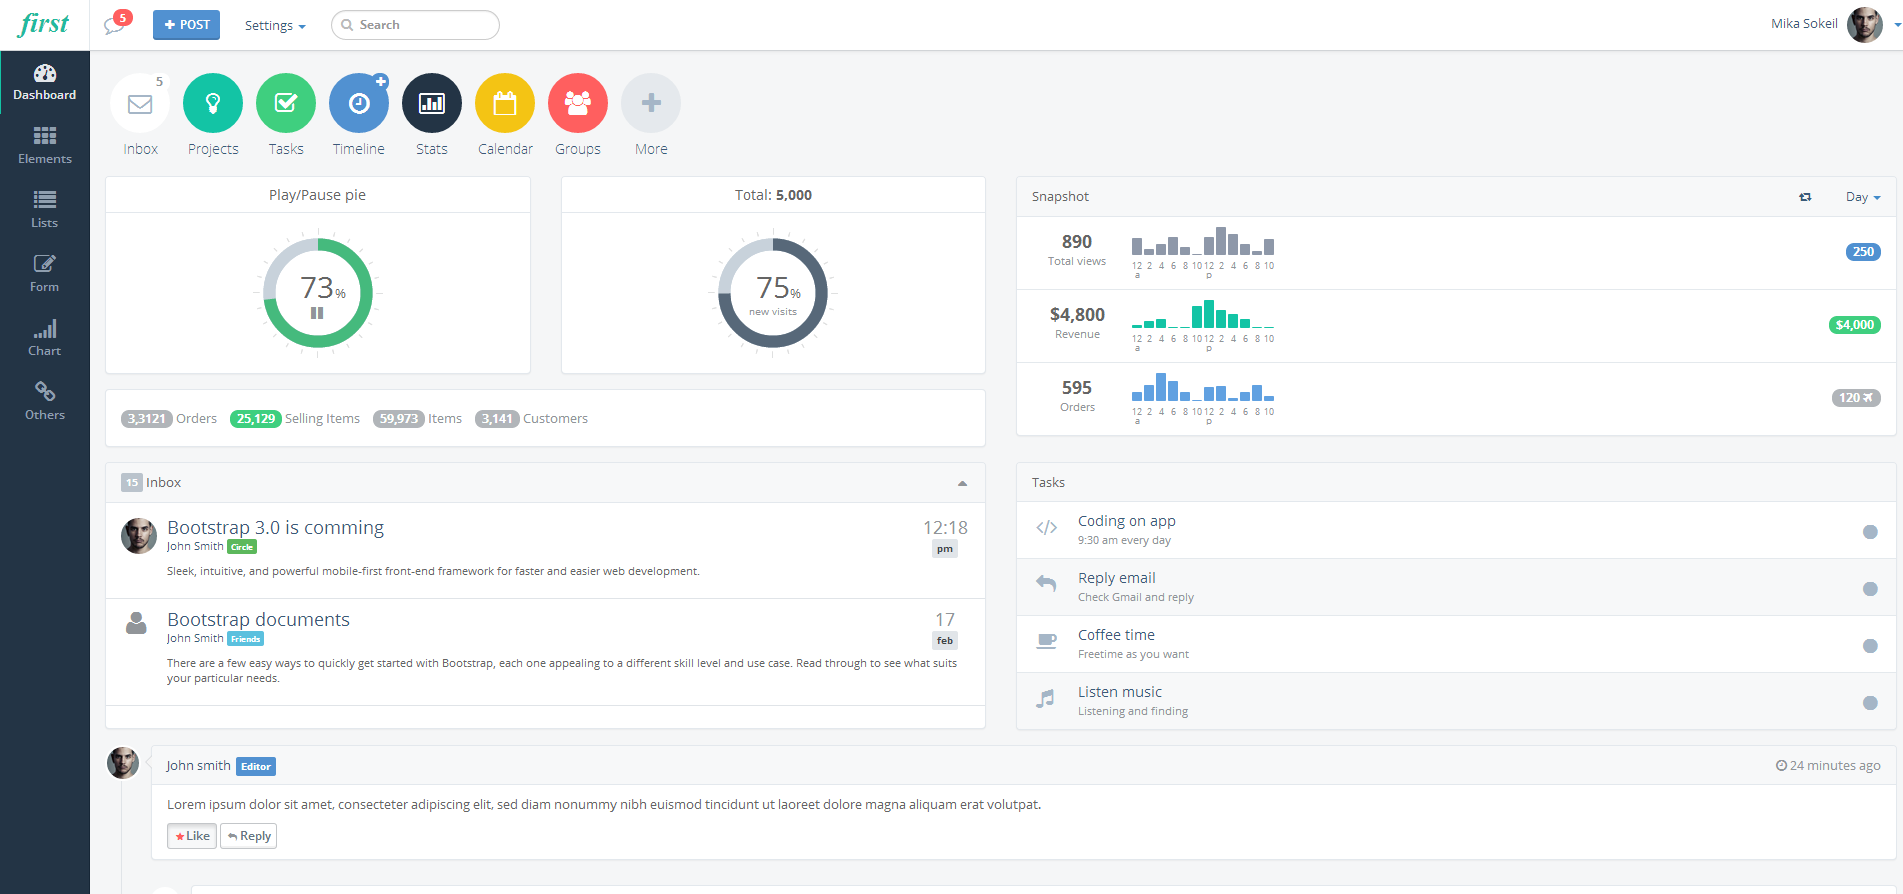 first
5
POST
Settings
Search
Mika Sokeil
Dashboard
Elements
Lists
Form
Chart
Others
5
Inbox
Projects
Tasks
Timeline
Stats
Calendar
Groups
More
Play/Pause pie
73%
Total: 5,000
75%
new visits
Snapshot
Day
890
Total views
12 2 4 6 8 10 12 2 4 6 8 10
a p
250
$4,800
Revenue
12 2 4 6 8 10 12 2 4 6 8 10
a p
$4,000
595
Orders
12 2 4 6 8 10 12 2 4 6 8 10
a p
120
3,3121 Orders 25,129 Selling Items 59,973 Items 3,141 Customers
15 Inbox
Bootstrap 3.0 is comming
John Smith Circle
Sleek, intuitive, and powerful mobile-first front-end framework for faster and easier web development.
12:18
pm
Bootstrap documents
John Smith Friends
There are a few easy ways to quickly get started with Bootstrap, each one appealing to a different skill level and use case. Read through to see what suits
your particular needs.
17
feb
Tasks
Coding on app
9:30 am every day
Reply email
Check Gmail and reply
Coffee time
Freetime as you want
Listen music
Listening and finding
John smith Editor
24 minutes ago
Lorem ipsum dolor sit amet, consecteter adipiscing elit, sed diam nonummy nibh euismod tincidunt ut laoreet dolore magna aliquam erat volutpat.
Like
Reply